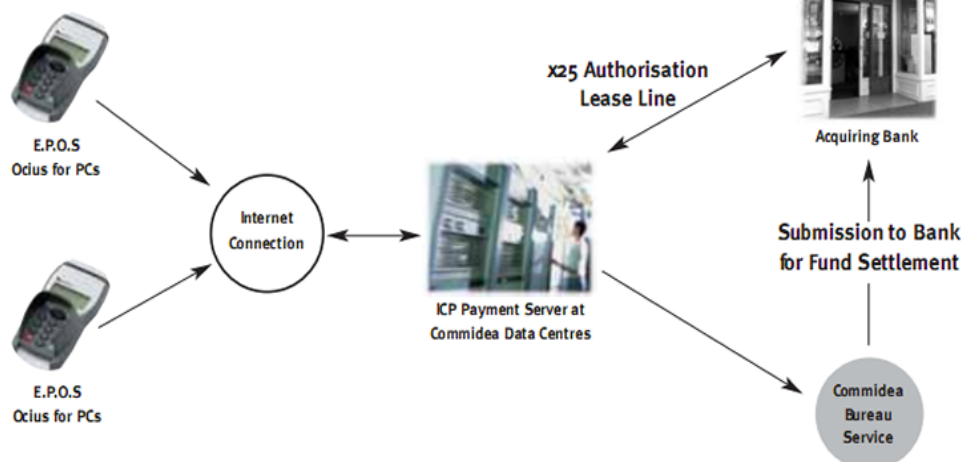 E.P.O.S
Ocius for PCs
Internet
Connection
E.P.O.S
Ocius for PCs
x25 Authorisation
Lease Line
ICP Payment Server at
Commidea Data Centres
Acquiring Bank
Submission to Bank
for Fund Settlement
Commidea
Bureau
Service